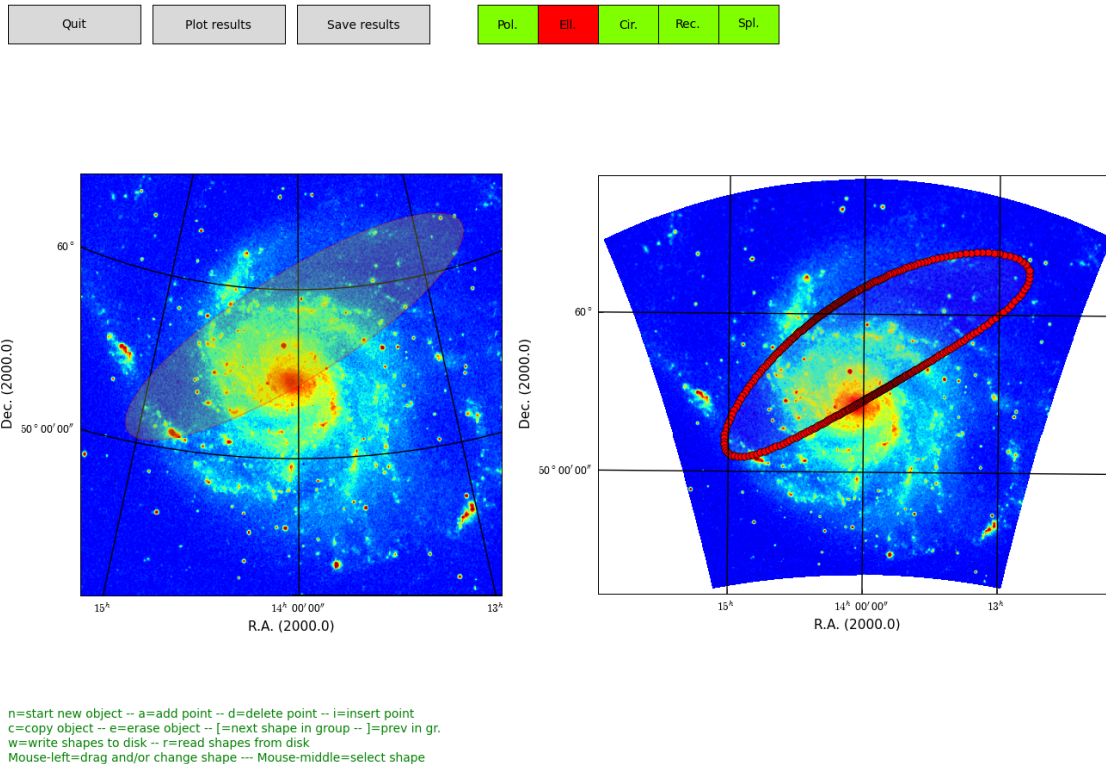 Quit Plot results Save results Pol. Ell. Cir. Rec. Spl.
60°
50°00′00″
Dec. (2000.0)
15ʰ 14ʰ 00′00″ 13ʰ
R.A. (2000.0)
60°
50°00′00″
Dec. (2000.0)
15ʰ 14ʰ 00′00″ 13ʰ
R.A. (2000.0)
n=start new object -- a=add point -- d=delete point -- i=insert point
c=copy object -- e=erase object -- [=next shape in group -- ]=prev in gr.
w=write shapes to disk -- r=read shapes from disk
Mouse-left=drag and/or change shape --- Mouse-middle=select shape